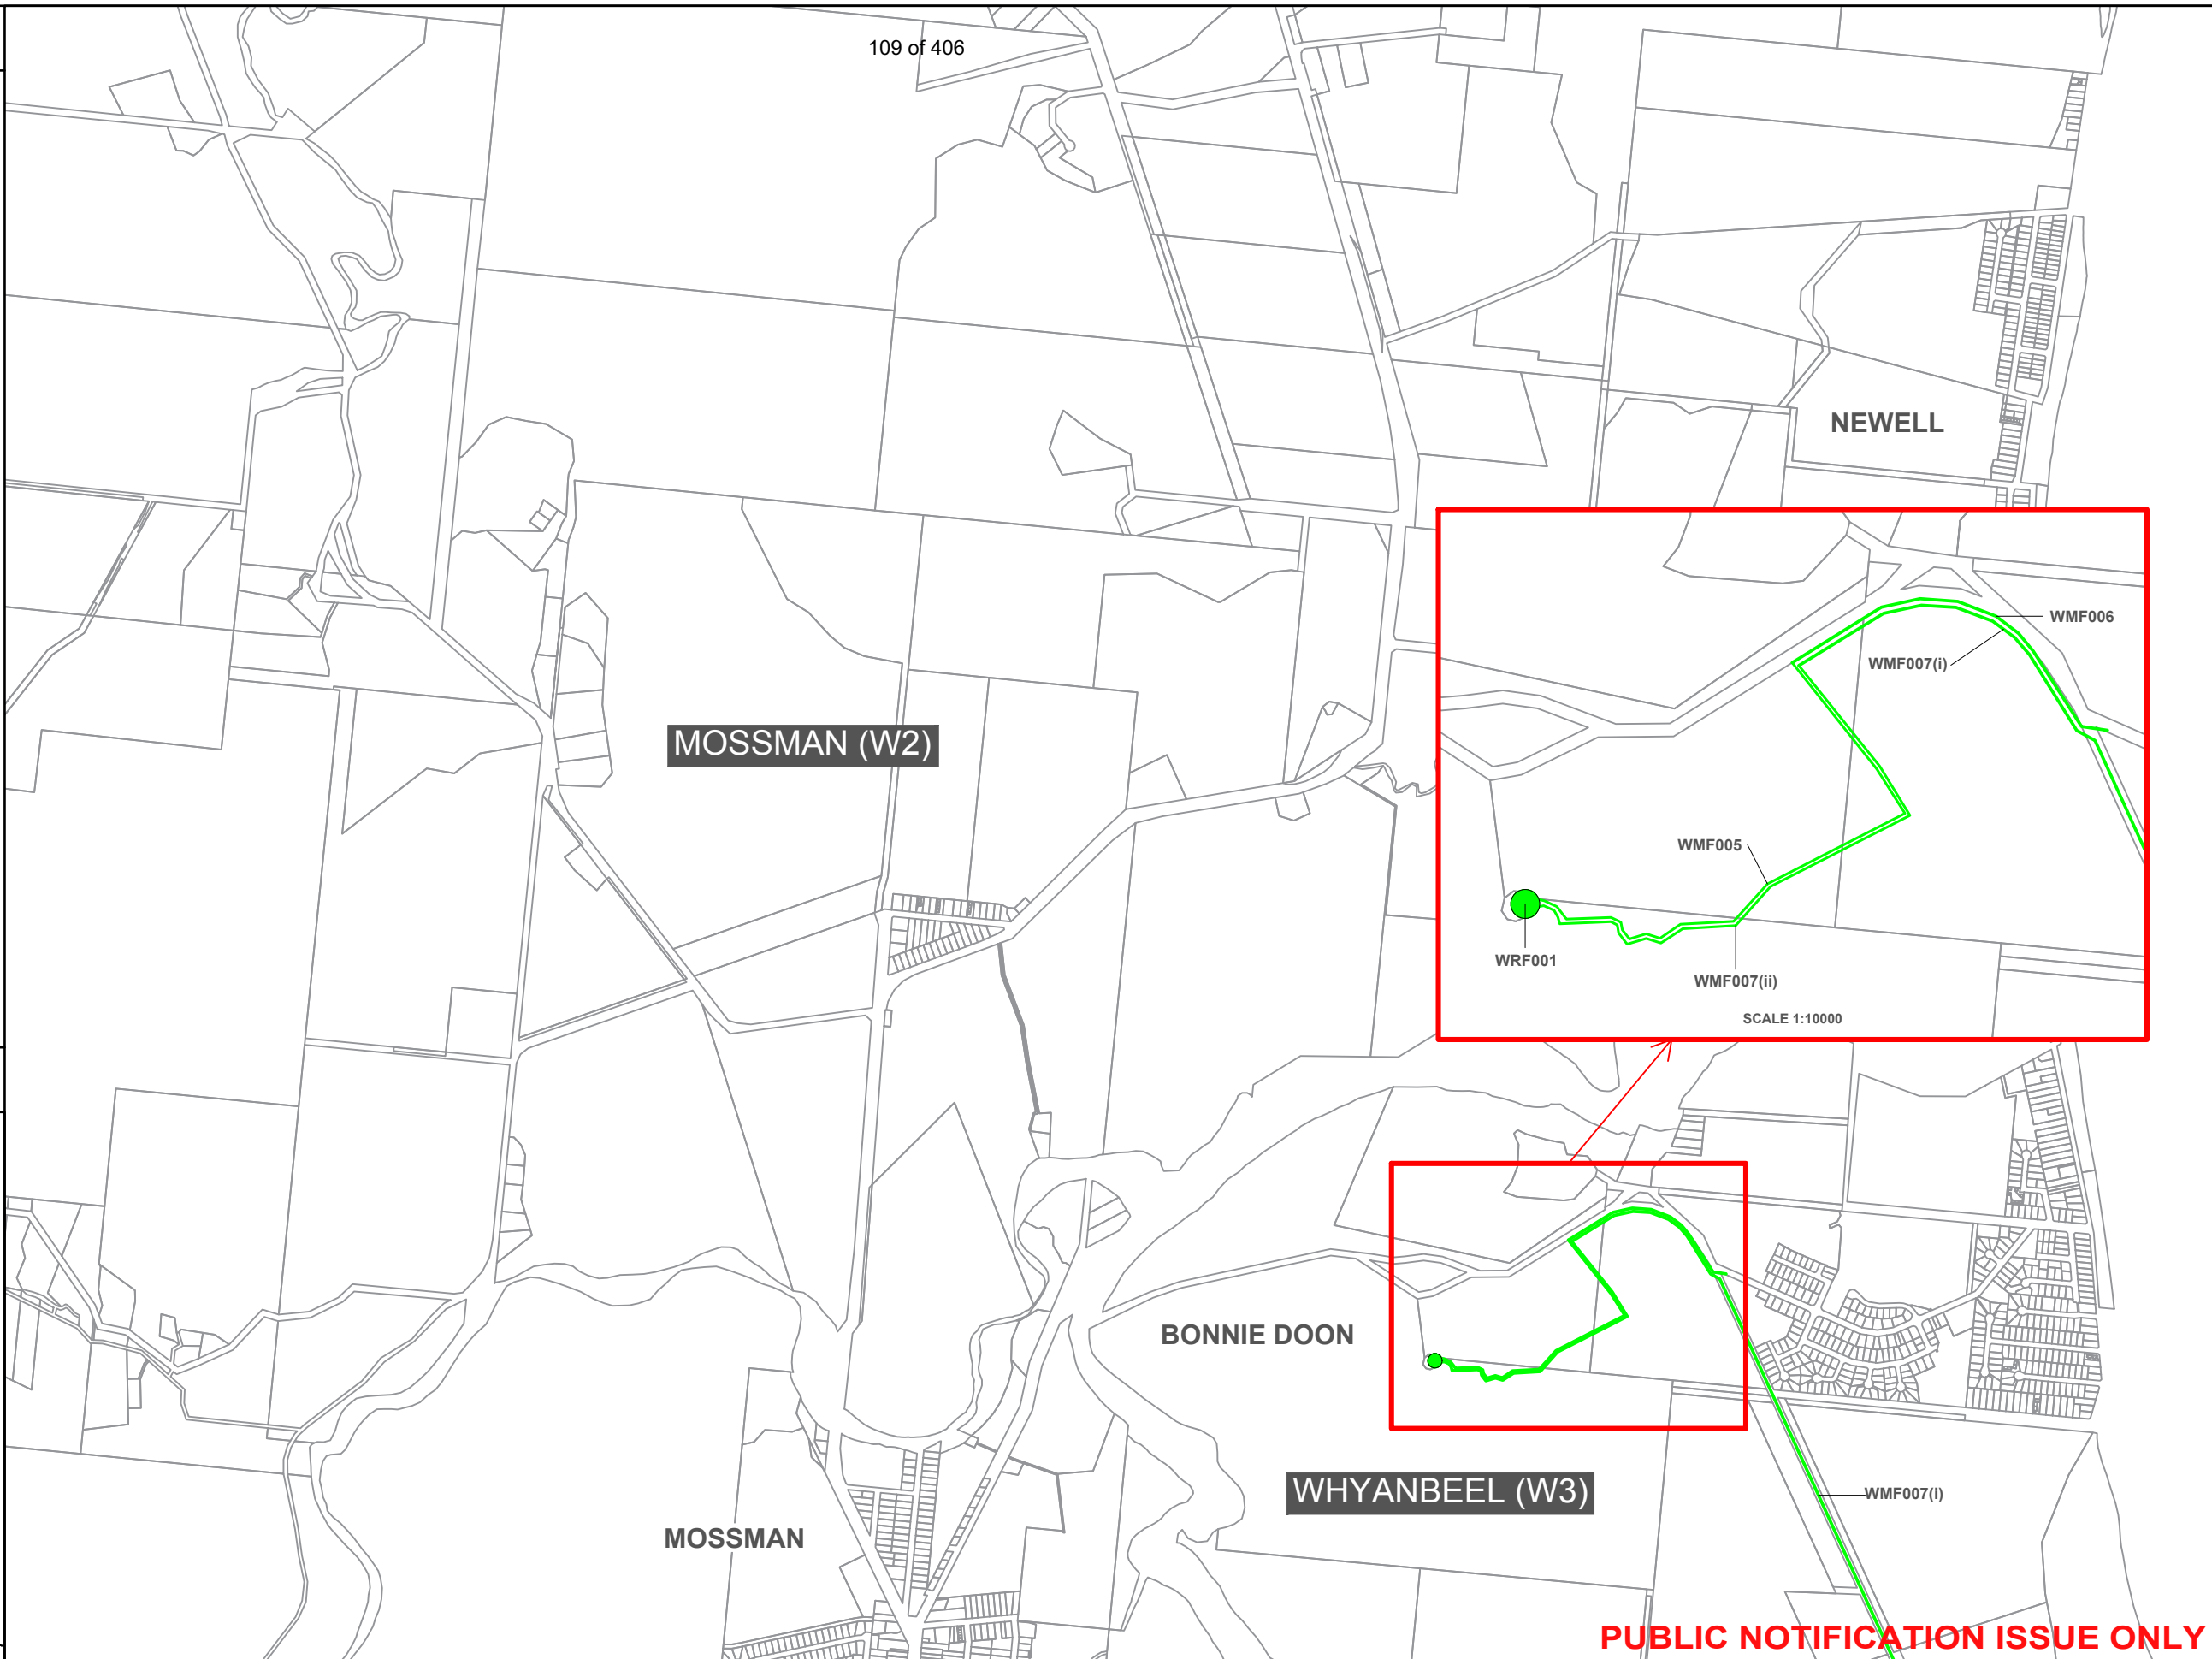 109 of 406
NEWELL
WMF006
WMF007(i)
MOSSMAN (W2)
WMF005
WRF001
WMF007(ii)
SCALE 1:10000
BONNIE DOON
WHYANBEEL (W3)
WMF007(i)
MOSSMAN
PUBLIC NOTIFICATION ISSUE ONLY